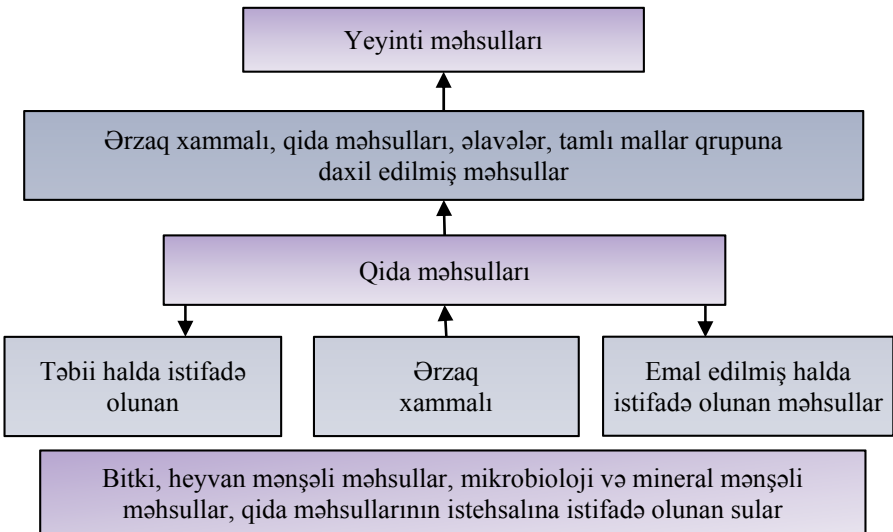 Yeyinti məhsulları
Ərzaq xammalı, qida məhsulları, əlavələr, tamlı mallar qrupuna
daxil edilmiş məhsullar
Qida məhsulları
Təbii halda istifadə
olunan
Ərzaq
xammalı
Emal edilmiş halda
istifadə olunan məhsullar
Bitki, heyvan mənşəli məhsullar, mikrobioloji və mineral mənşəli
məhsullar, qida məhsullarının istehsalına istifadə olunan sular